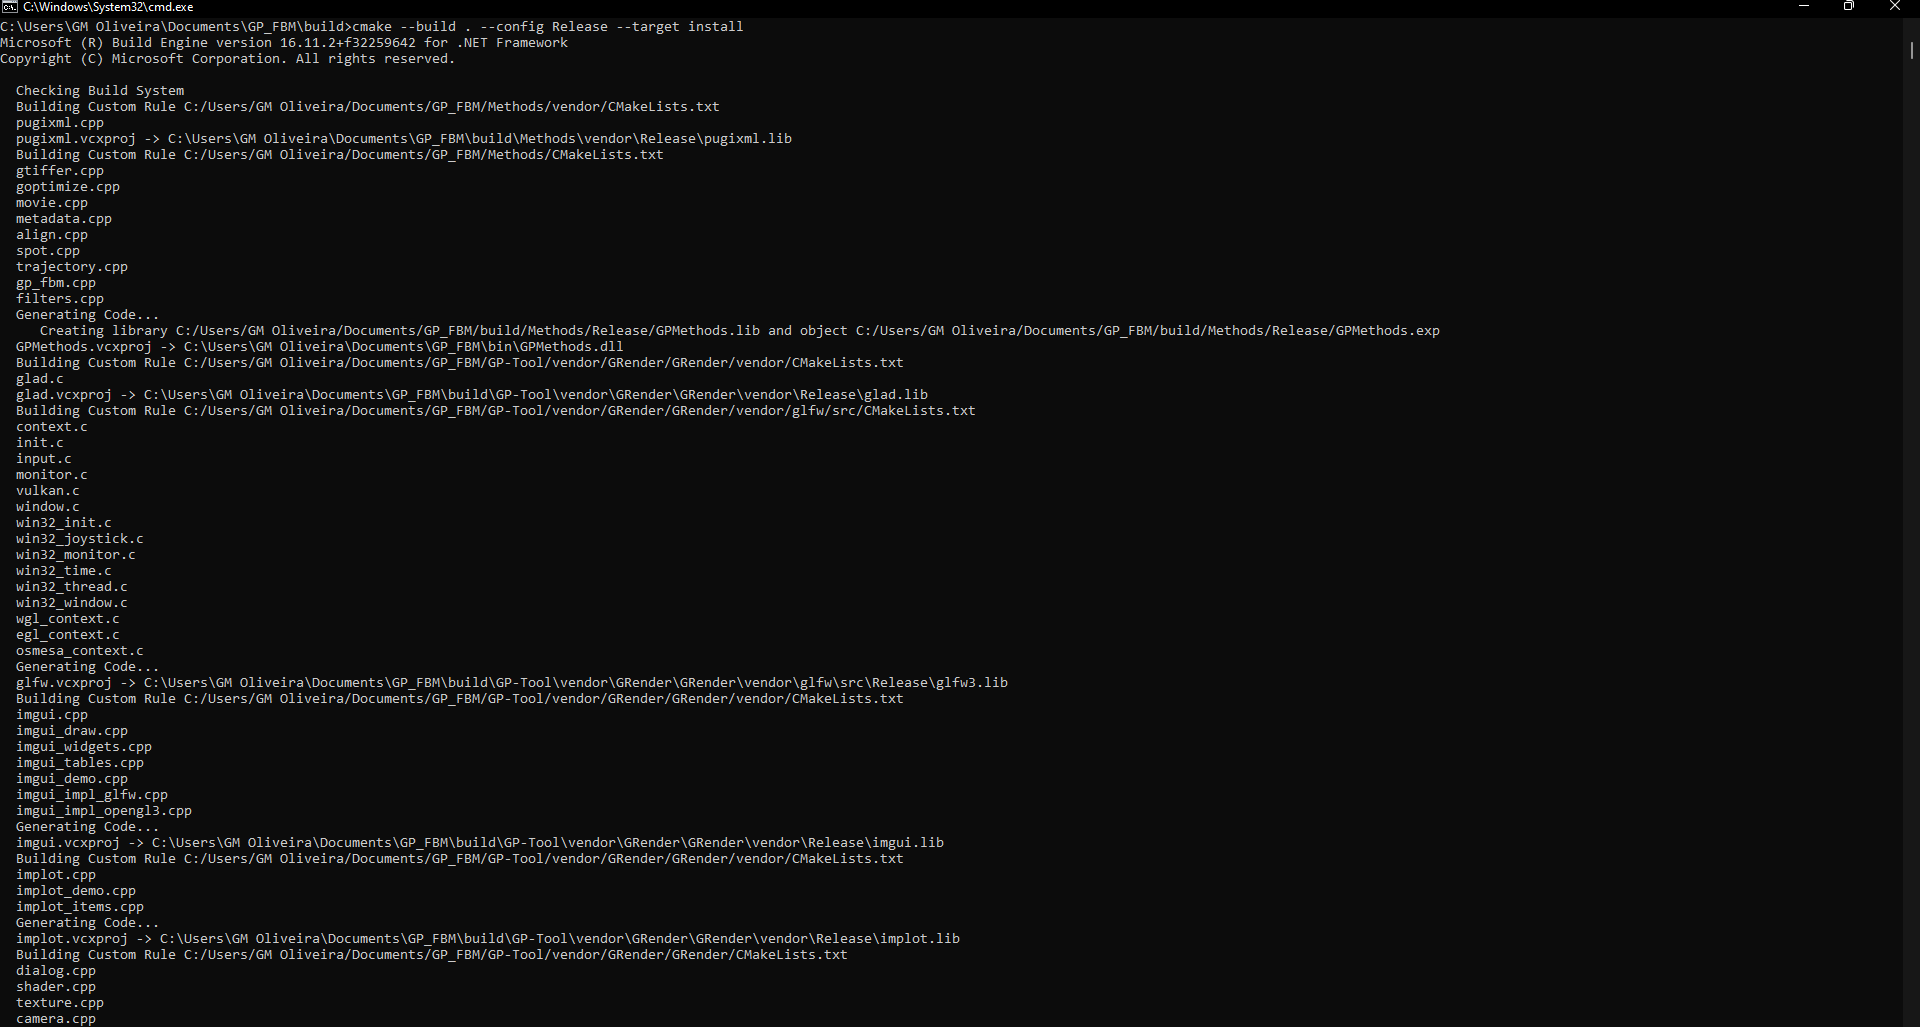 C:\Windows\System32\cmd.exe
C:\Users\GM Oliveira\Documents\GP_FBM\build>cmake --build . --config Release --target install
Microsoft (R) Build Engine version 16.11.2+f32259642 for .NET Framework
Copyright (C) Microsoft Corporation. All rights reserved.
Checking Build System
Building Custom Rule C:/Users/GM Oliveira/Documents/GP_FBM/Methods/vendor/CMakeLists.txt
pugixml.cpp
pugixml.vcxproj -> C:\Users\GM Oliveira\Documents\GP_FBM\build\Methods\vendor\Release\pugixml.lib
Building Custom Rule C:/Users/GM Oliveira/Documents/GP_FBM/Methods/CMakeLists.txt
gtiffer.cpp
goptimize.cpp
movie.cpp
metadata.cpp
align.cpp
spot.cpp
trajectory.cpp
gp_fbm.cpp
filters.cpp
Generating Code...
Creating library C:/Users/GM Oliveira/Documents/GP_FBM/build/Methods/Release/GPMethods.lib and object C:/Users/GM Oliveira/Documents/GP_FBM/build/Methods/Release/GPMethods.exp
GPMethods.vcxproj -> C:\Users\GM Oliveira\Documents\GP_FBM\bin\GPMethods.dll
Building Custom Rule C:/Users/GM Oliveira/Documents/GP_FBM/GP-Tool/vendor/GRender/GRender/vendor/CMakeLists.txt
glad.c
glad.vcxproj -> C:\Users\GM Oliveira\Documents\GP_FBM\build\GP-Tool\vendor\GRender\GRender\vendor\Release\glad.lib
Building Custom Rule C:/Users/GM Oliveira/Documents/GP_FBM/GP-Tool/vendor/GRender/GRender/vendor/glfw/src/CMakeLists.txt
context.c
init.c
input.c
monitor.c
vulkan.c
window.c
win32_init.c
win32_joystick.c
win32_monitor.c
win32_time.c
win32_thread.c
win32_window.c
wgl_context.c
egl_context.c
osmesa_context.c
Generating Code...
glfw.vcxproj -> C:\Users\GM Oliveira\Documents\GP_FBM\build\GP-Tool\vendor\GRender\GRender\vendor\glfw\src\Release\glfw3.lib
Building Custom Rule C:/Users/GM Oliveira/Documents/GP_FBM/GP-Tool/vendor/GRender/GRender/vendor/CMakeLists.txt
imgui.cpp
imgui_draw.cpp
imgui_widgets.cpp
imgui_tables.cpp
imgui_demo.cpp
imgui_impl_glfw.cpp
imgui_impl_opengl3.cpp
Generating Code...
imgui.vcxproj -> C:\Users\GM Oliveira\Documents\GP_FBM\build\GP-Tool\vendor\GRender\GRender\vendor\Release\imgui.lib
Building Custom Rule C:/Users/GM Oliveira/Documents/GP_FBM/GP-Tool/vendor/GRender/GRender/vendor/CMakeLists.txt
implot.cpp
implot_demo.cpp
implot_items.cpp
Generating Code...
implot.vcxproj -> C:\Users\GM Oliveira\Documents\GP_FBM\build\GP-Tool\vendor\GRender\GRender\vendor\Release\implot.lib
Building Custom Rule C:/Users/GM Oliveira/Documents/GP_FBM/GP-Tool/vendor/GRender/GRender/CMakeLists.txt
dialog.cpp
shader.cpp
texture.cpp
camera.cpp